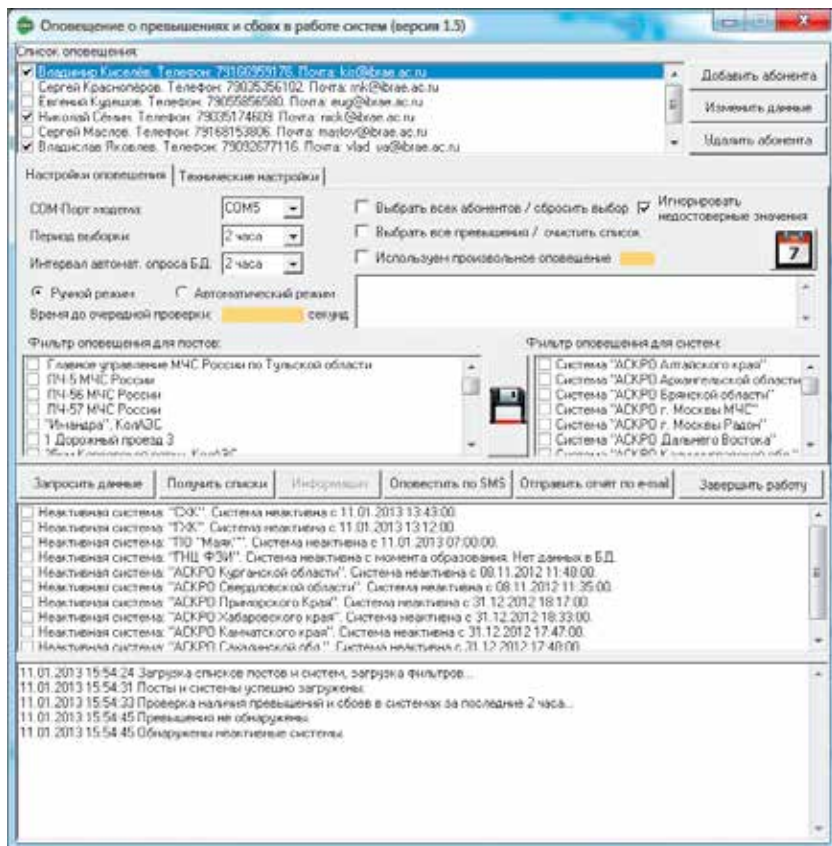 Оповещение о превышениях и сбоях в работе систем (версия 1.5)
Список оповещения:
Владимир Киселёв. Телефон: 79166959176. Почта: kis@ibrae.ac.ru
Сергей Краснопёров. Телефон: 79035356102. Почта: mk@ibrae.ac.ru
Евгений Кудешов. Телефон: 79055856580. Почта: eug@ibrae.ac.ru
Николай Сёмин. Телефон: 79035174609. Почта: nick@ibrae.ac.ru
Сергей Маслов. Телефон: 79168153806. Почта: maslov@ibrae.ac.ru
Владислав Яковлев. Телефон: 79092677116. Почта: vlad_ya@ibrae.ac.ru
Добавить абонента
Изменить данные
Удалить абонента
Настройки оповещения
Технические настройки
COM-Порт модема:
COM5
Выбрать всех абонентов / сбросить выбор
Игнорировать
недостоверные значения
Период выборки:
2 часа
Выбрать все превышения / очистить список
7
Интервал автомат. опроса Б.Д.
2 часа
Используем произвольное оповещение
Ручной режим
Автоматический режим
Время до очередной проверки:
секунд
Фильтр оповещения для постов:
Фильтр оповещения для систем:
Главное управление МЧС России по Тульской области
ПЧ-5 МЧС России
ПЧ-56 МЧС России
ПЧ-57 МЧС России
"Имандра", КолАЭС
1 Дорожный проезд 3
Система "АСКРО Алтайского края"
Система "АСКРО Архангельской области"
Система "АСКРО Брянской области"
Система "АСКРО г. Москвы МЧС"
Система "АСКРО г. Москвы Радон"
Система "АСКРО Дальнего Востока"
Запросить данные
Получить списки
Информация
Оповестить по SMS
Отправить отчет по e-mail
Завершить работу
Неактивная система: "СХК". Система неактивна с 11.01.2013 13:43:00.
Неактивная система: "ГХК". Система неактивна с 11.01.2013 13:12:00.
Неактивная система: "ПО "Маяк"". Система неактивна с 11.01.2013 07:00:00.
Неактивная система: "ГНЦ ФЭИ". Система неактивна с момента образования. Нет данных в Б.Д.
Неактивная система: "АСКРО Курганской области". Система неактивна с 08.11.2012 11:48:00.
Неактивная система: "АСКРО Свердловской области". Система неактивна с 08.11.2012 11:35:00.
Неактивная система: "АСКРО Приморского Края". Система неактивна с 31.12.2012 18:17:00.
Неактивная система: "АСКРО Хабаровского края". Система неактивна с 31.12.2012 18:33:00.
Неактивная система: "АСКРО Камчатского края". Система неактивна с 31.12.2012 17:47:00.
Неактивная система: "АСКРО Сахалинской обл.". Система неактивна с 31.12.2012 17:48:00.
11.01.2013 15:54:24 Загрузка списков постов и систем, загрузка фильтров...
11.01.2013 15:54:31 Посты и системы успешно загружены.
11.01.2013 15:54:33 Проверка наличия превышений и сбоев в системах за последние 2 часа...
11.01.2013 15:54:45 Превышения не обнаружены.
11.01.2013 15:54:45 Обнаружены неактивные системы.